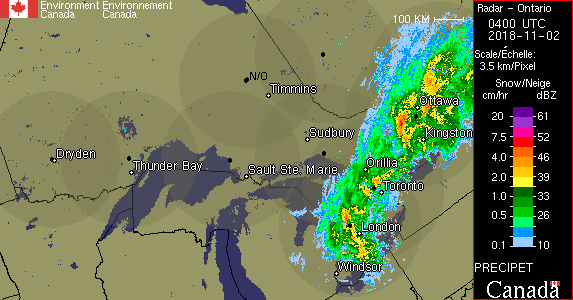 Environment Environnement
Canada Canada
100 KM
N/O
Timmins
Ottawa
Kingston
Sudbury
Dryden
Thunder Bay
Sault Ste. Marie
Orillia
Toronto
London
Windsor
Radar - Ontario
0400 UTC
2018-11-02
Scale/Échelle:
3.5 km/Pixel
Snow/Neige
cm/hr dBZ
20 61
7.5 52
4.0 46
2.0 39
1.0 33
0.5 26
0.1 10
PRECIPET
Canada